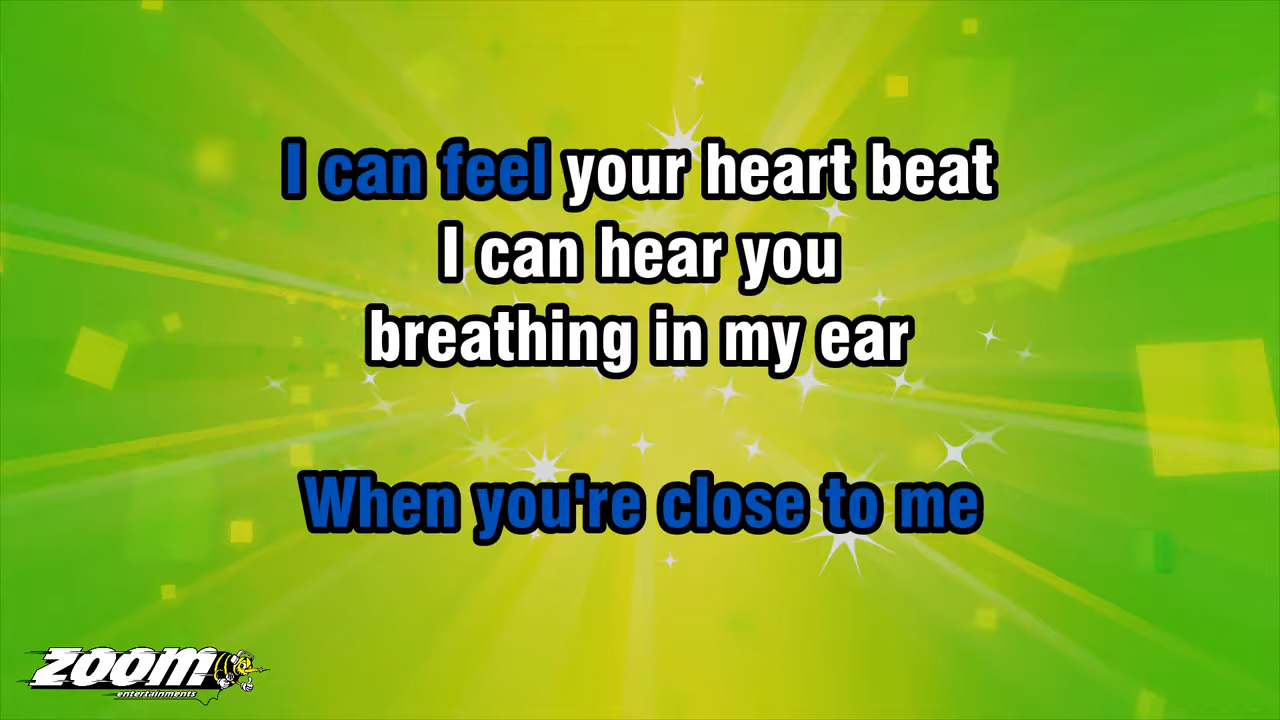 I can feel your heart beat
I can hear you
breathing in my ear
When you're close to me
ZOOM
entertainments